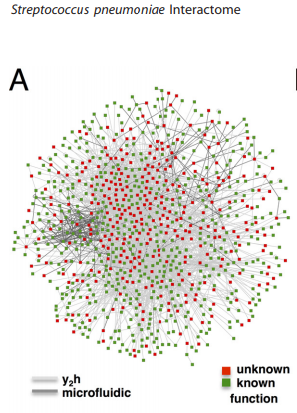 Streptococcus pneumoniae Interactome
A
y₂h
microfluidic
unknown
known
function